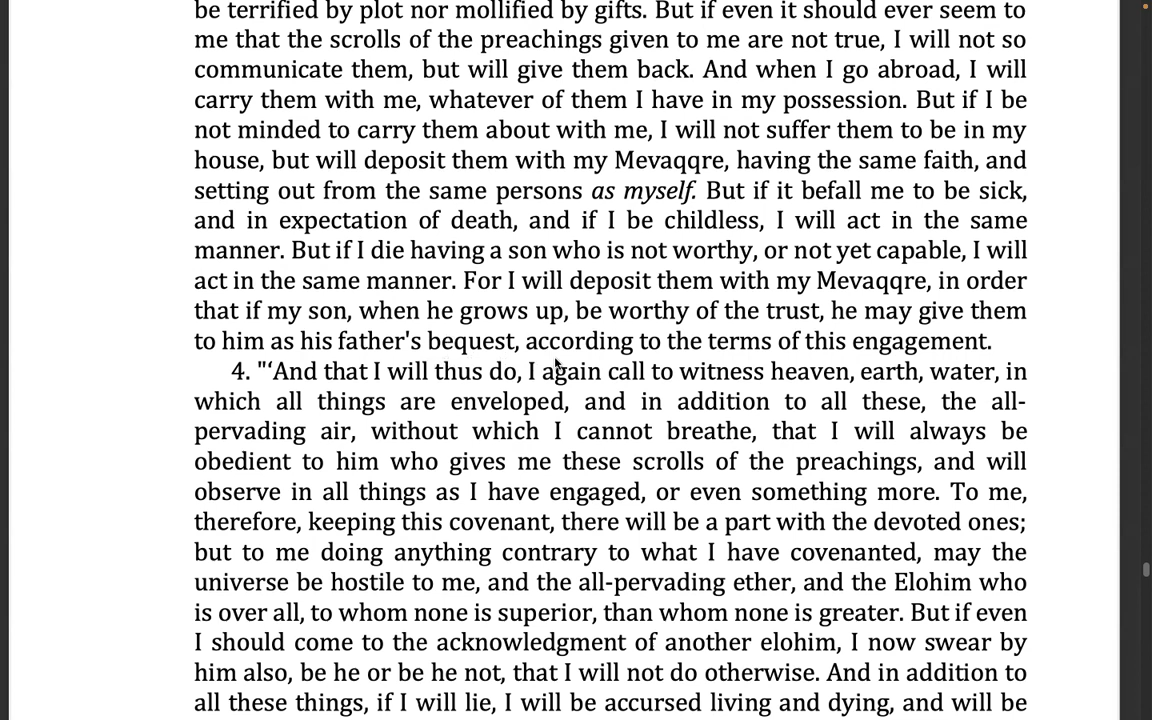 be terrified by plot nor mollified by gifts. But if even it should ever seem to
me that the scrolls of the preachings given to me are not true, I will not so
communicate them, but will give them back. And when I go abroad, I will
carry them with me, whatever of them I have in my possession. But if I be
not minded to carry them about with me, I will not suffer them to be in my
house, but will deposit them with my Mevaqqre, having the same faith, and
setting out from the same persons as myself. But if it befall me to be sick,
and in expectation of death, and if I be childless, I will act in the same
manner. But if I die having a son who is not worthy, or not yet capable, I will
act in the same manner. For I will deposit them with my Mevaqqre, in order
that if my son, when he grows up, be worthy of the trust, he may give them
to him as his father's bequest, according to the terms of this engagement.
4. "‘And that I will thus do, I again call to witness heaven, earth, water, in
which all things are enveloped, and in addition to all these, the all-
pervading air, without which I cannot breathe, that I will always be
obedient to him who gives me these scrolls of the preachings, and will
observe in all things as I have engaged, or even something more. To me,
therefore, keeping this covenant, there will be a part with the devoted ones;
but to me doing anything contrary to what I have covenanted, may the
universe be hostile to me, and the all-pervading ether, and the Elohim who
is over all, to whom none is superior, than whom none is greater. But if even
I should come to the acknowledgment of another elohim, I now swear by
him also, be he or be he not, that I will not do otherwise. And in addition to
all these things, if I will lie, I will be accursed living and dying, and will be